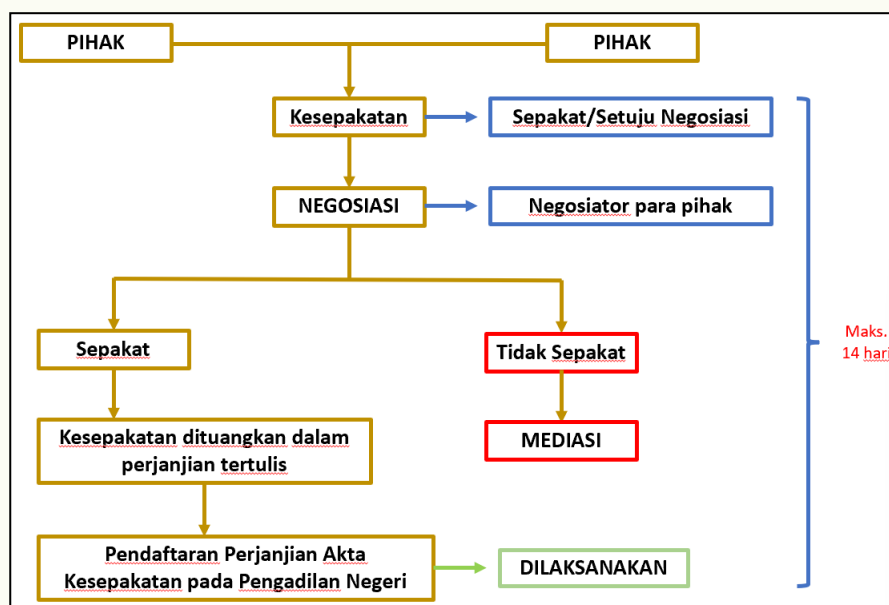 PIHAK
PIHAK
Kesepakatan
Sepakat/Setuju Negosiasi
NEGOSIASI
Negosiator para pihak
Sepakat
Tidak Sepakat
Maks.
14 hari
Kesepakatan dituangkan dalam
perjanjian tertulis
MEDIASI
Pendaftaran Perjanjian Akta
Kesepakatan pada Pengadilan Negeri
DILAKSANAKAN